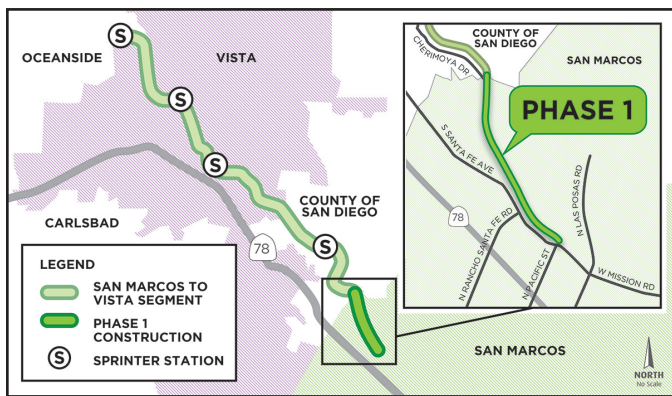 OCEANSIDE
VISTA
S
S
S
COUNTY OF
SAN DIEGO
S
CARLSBAD
78
SAN MARCOS
LEGEND
SAN MARCOS TO
VISTA SEGMENT
PHASE 1
CONSTRUCTION
S
SPRINTER STATION
COUNTY OF
SAN DIEGO
CHERIMOYA DR
SAN MARCOS
PHASE 1
S SANTA FE AVE
N LAS POSAS RD
78
N RANCHO SANTA FE RD
N PACIFIC ST
W MISSION RD
NORTH
No Scale